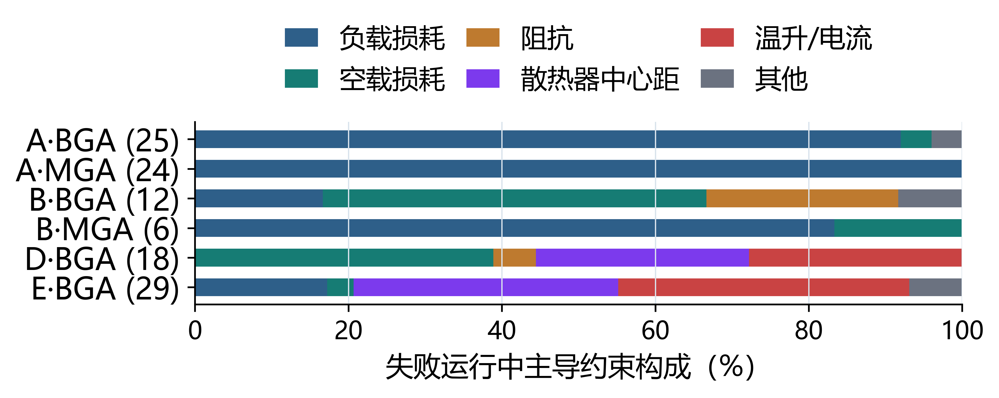 负载损耗 阻抗 温升/电流
空载损耗 散热器中心距 其他
A·BGA (25)
A·MGA (24)
B·BGA (12)
B·MGA (6)
D·BGA (18)
E·BGA (29)
0 20 40 60 80 100
失败运行中主导约束构成（%）